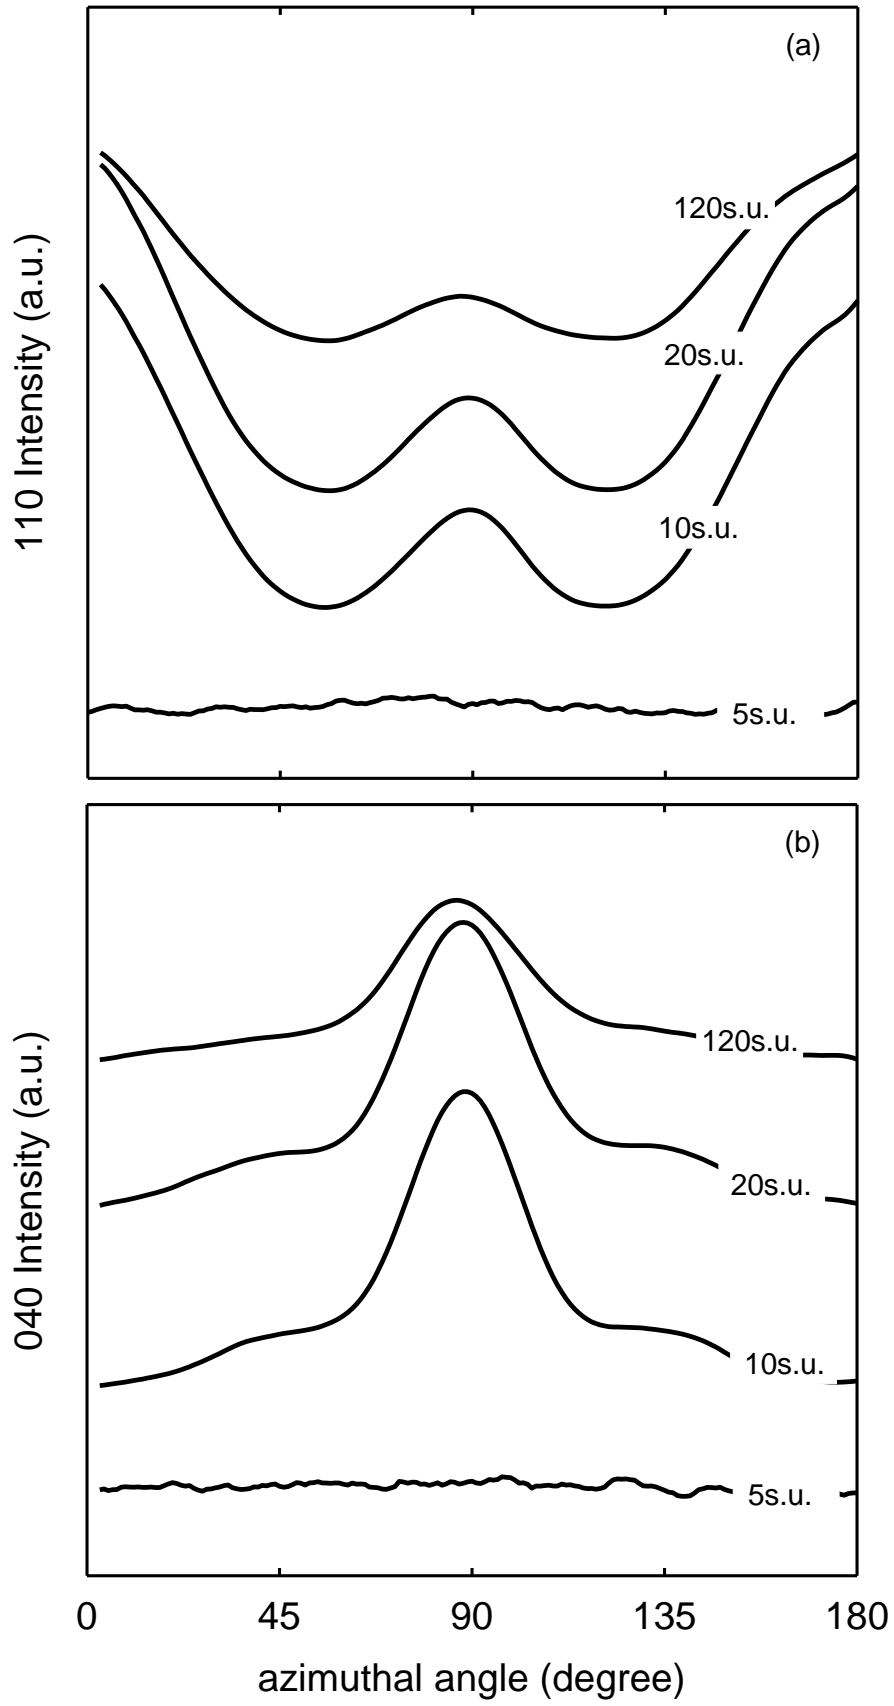 (a)
120s.u.
20s.u.
10s.u.
5s.u.
110 Intensity (a.u.)
(b)
120s.u.
20s.u.
10s.u.
5s.u.
040 Intensity (a.u.)
0 45 90 135 180
azimuthal angle (degree)